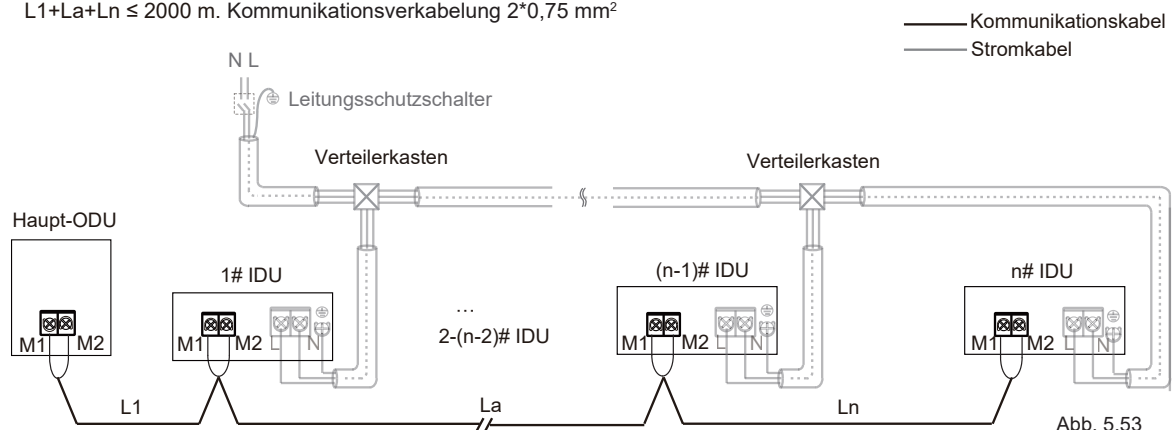 L1+La+Ln ≤ 2000 m. Kommunikationsverkabelung 2*0,75 mm²
Kommunikationskabel
Stromkabel
N L
Leitungsschutzschalter
Verteilerkasten
Verteilerkasten
Haupt-ODU
1# IDU
(n-1)# IDU
n# IDU
...
2-(n-2)# IDU
M1 M2
M1 M2 L N
M1 M2 L N
M1 M2 L N
L1
La
Ln
Abb. 5.53